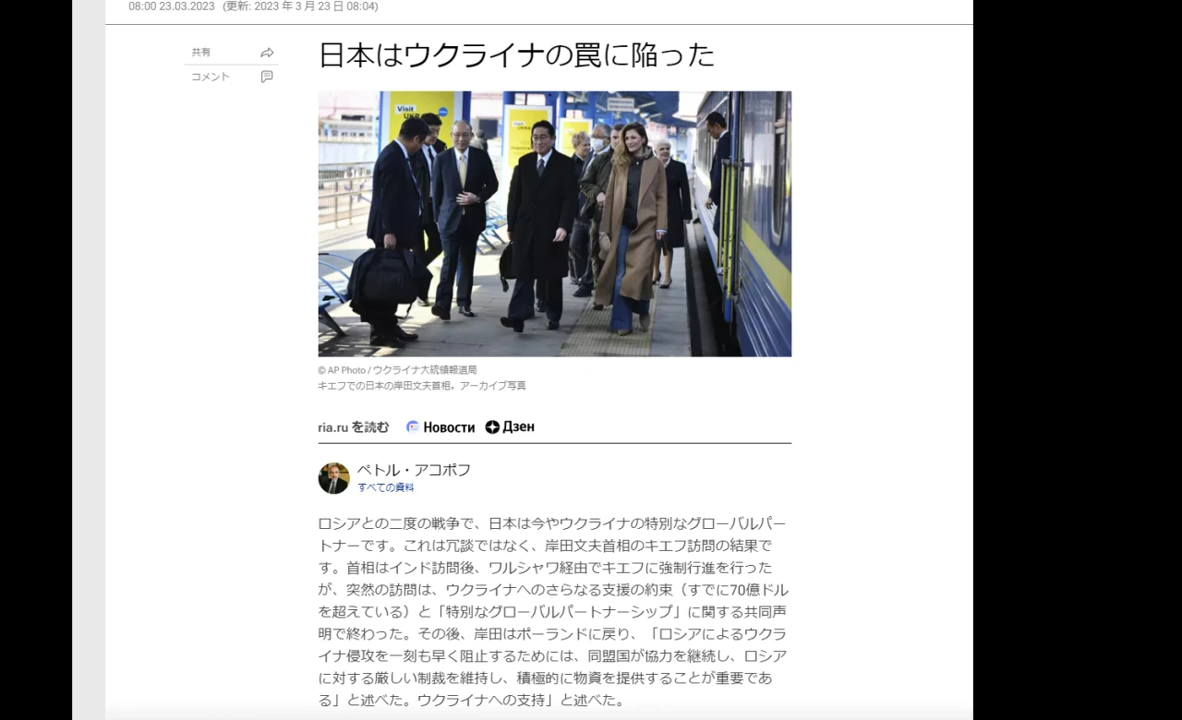 08:00 23.03.2023 (更新: 2023 年 3 月 23 日 08:04)
共有
コメント
日本はウクライナの罠に陥った
Visit
© AP Photo / ウクライナ大統領報道局
キエフでの日本の岸田文夫首相。アーカイブ写真
ria.ru を読む Новости Дзен
ペトル・アコポフ
すべての資料
ロシアとの二度の戦争で、日本は今やウクライナの特別なグローバルパー
トナーです。これは冗談ではなく、岸田文夫首相のキエフ訪問の結果で
す。首相はインド訪問後、ワルシャワ経由でキエフに強制行進を行った
が、突然の訪問は、ウクライナへのさらなる支援の約束（すでに70億ドル
を超えている）と「特別なグローバルパートナーシップ」に関する共同声
明で終わった。その後、岸田はポーランドに戻り、「ロシアによるウクラ
イナ侵攻を一刻も早く阻止するためには、同盟国が協力を継続し、ロシア
に対する厳しい制裁を維持し、積極的に物資を提供することが重要であ
る」と述べた。ウクライナへの支持」と述べた。